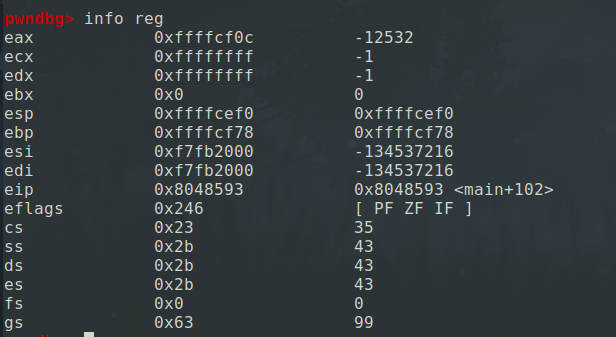 pwndbg> info reg
eax 0xffffcf0c -12532
ecx 0xffffffff -1
edx 0xffffffff -1
ebx 0x0 0
esp 0xffffcef0 0xffffcef0
ebp 0xffffcf78 0xffffcf78
esi 0xf7fb2000 -134537216
edi 0xf7fb2000 -134537216
eip 0x8048593 0x8048593 <main+102>
eflags 0x246 [ PF ZF IF ]
cs 0x23 35
ss 0x2b 43
ds 0x2b 43
es 0x2b 43
fs 0x0 0
gs 0x63 99